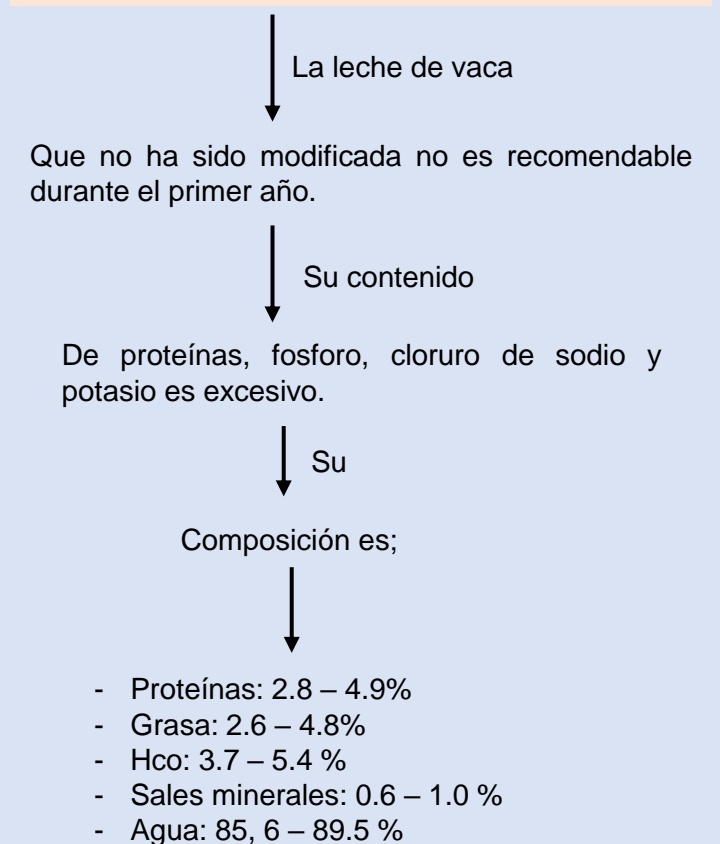 La leche de vaca
Que no ha sido modificada no es recomendable
durante el primer año.
Su contenido
De proteínas, fosforo, cloruro de sodio y
potasio es excesivo.
Su
Composición es;
- Proteínas: 2.8 – 4.9%
- Grasa: 2.6 – 4.8%
- Hco: 3.7 – 5.4 %
- Sales minerales: 0.6 – 1.0 %
- Agua: 85, 6 – 89.5 %